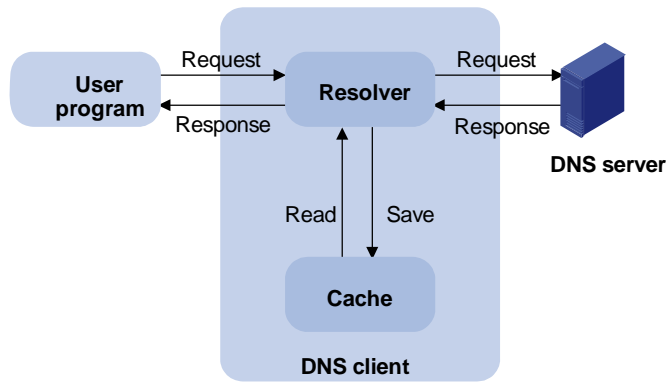 Request
Request
User
program
Resolver
Response
Response
DNS server
Read
Save
Cache
DNS client